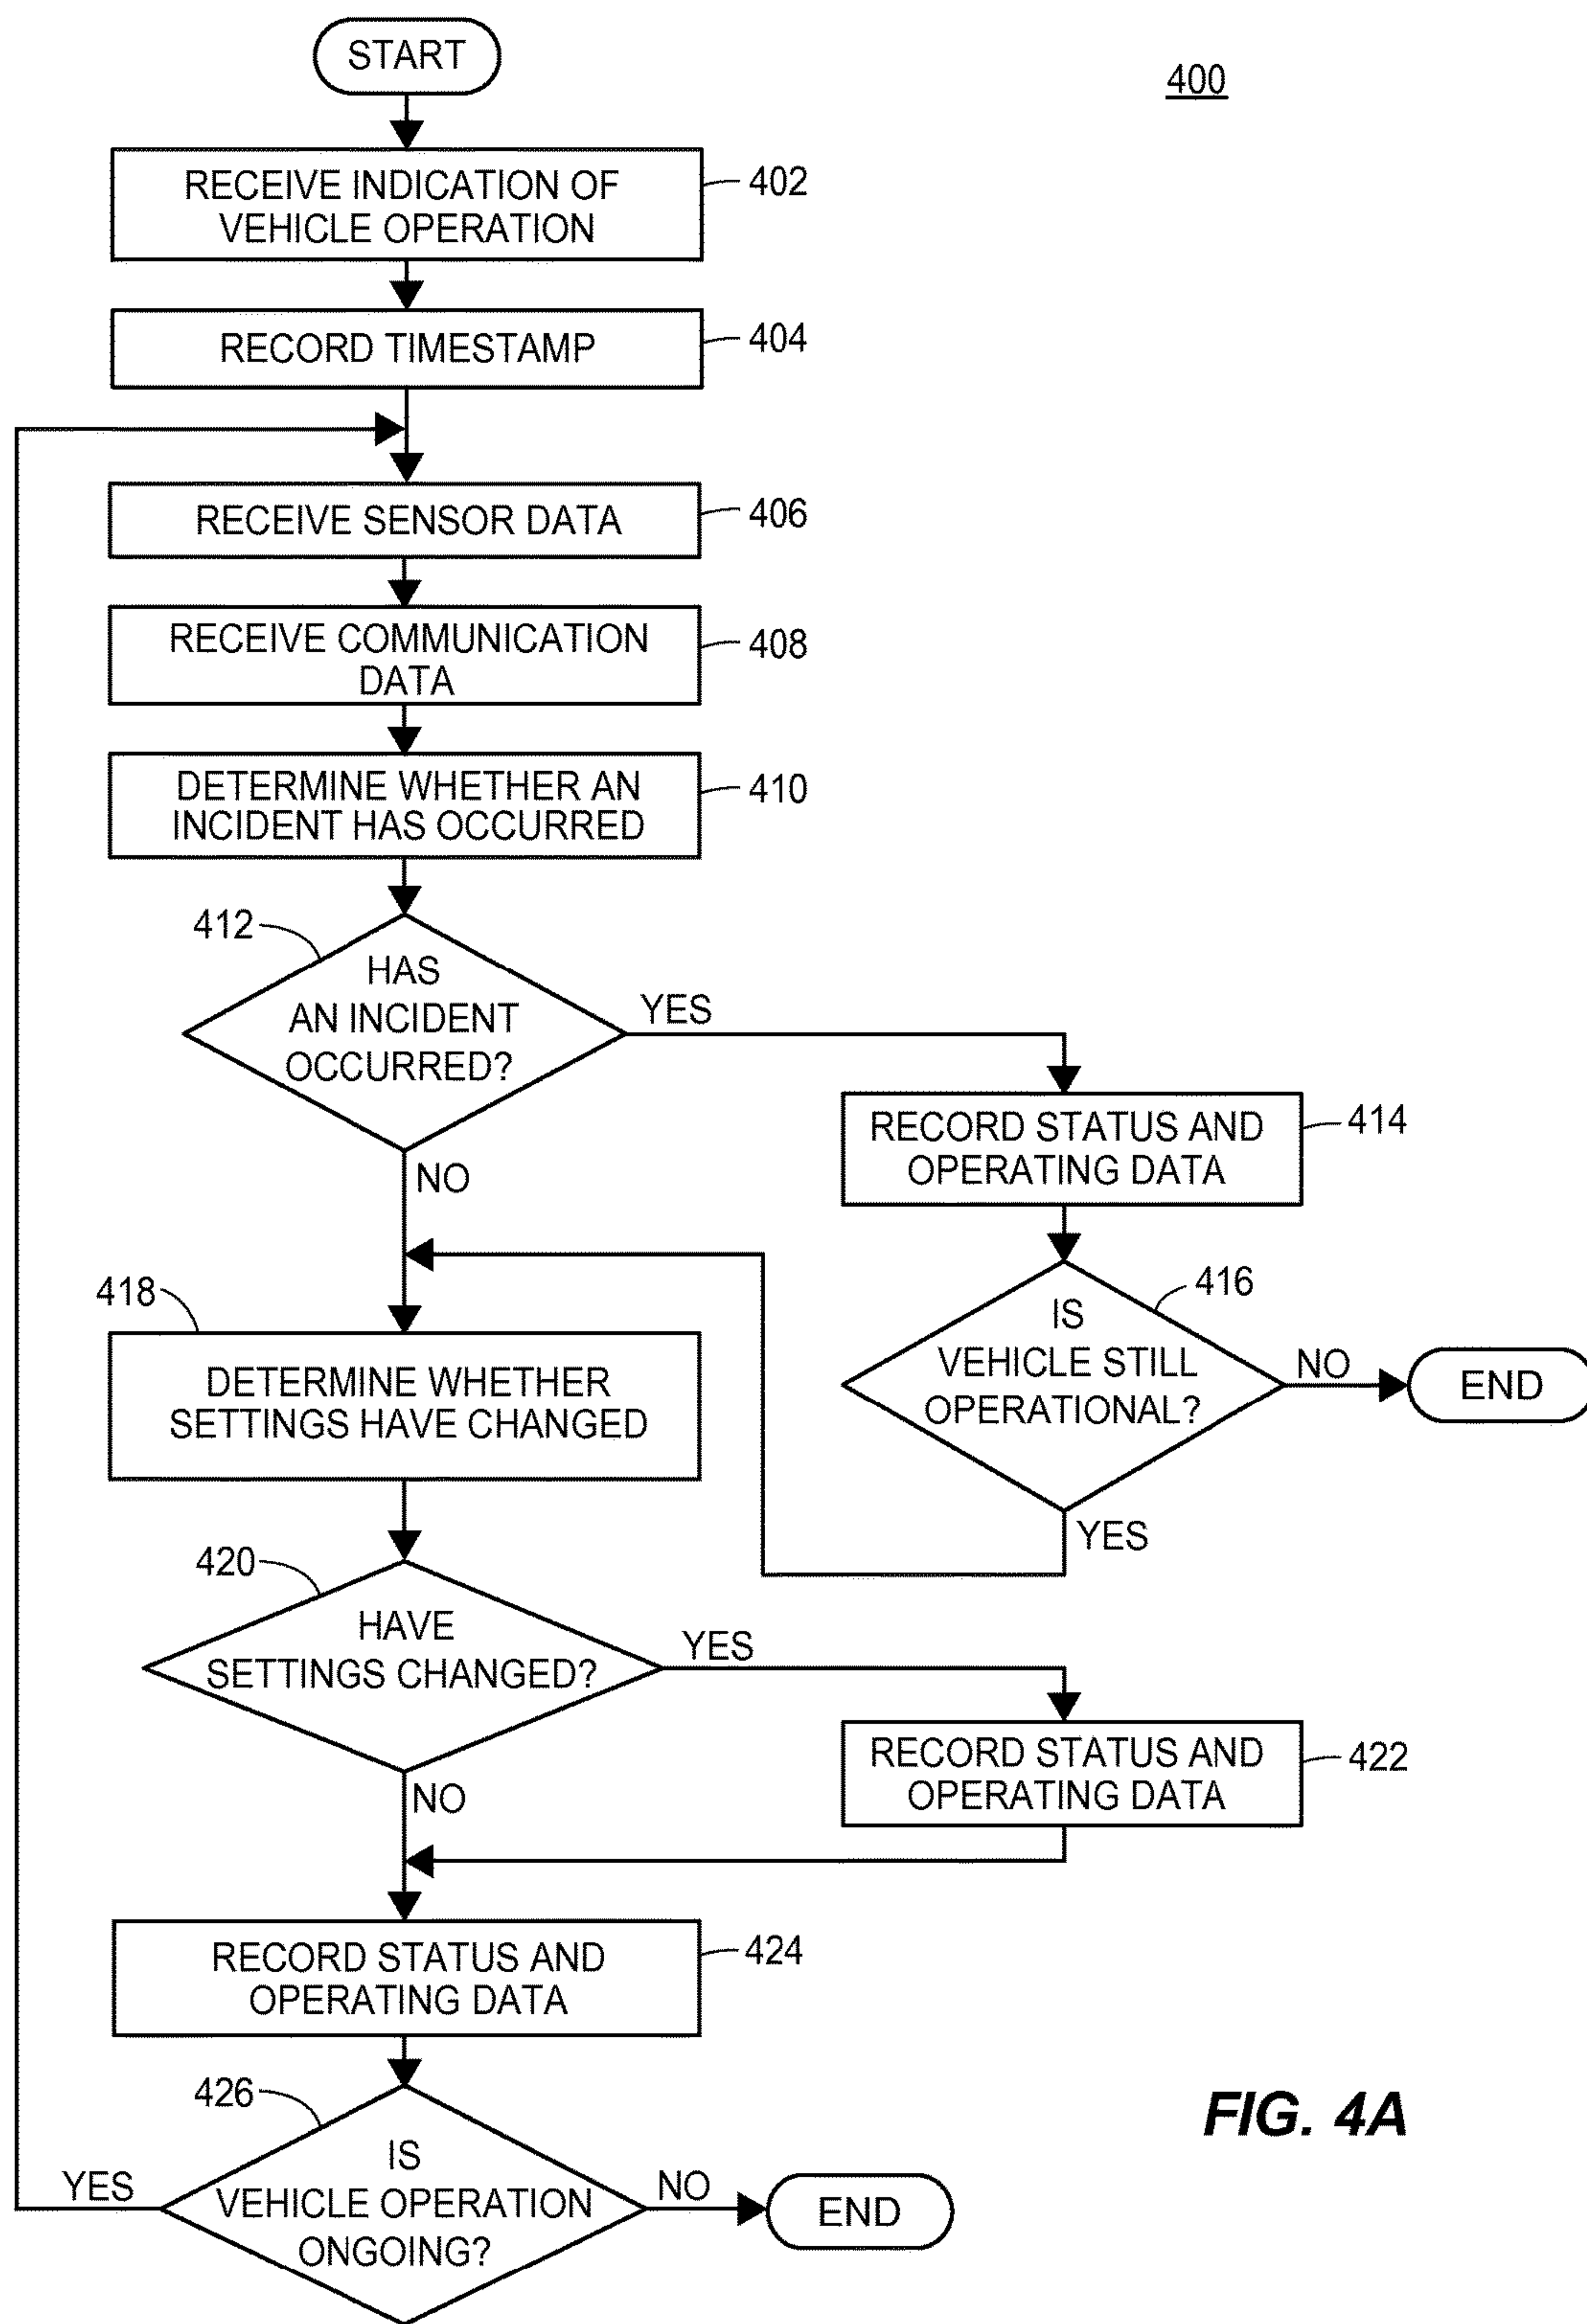 START
400
RECEIVE INDICATION OF
VEHICLE OPERATION
402
RECORD TIMESTAMP
404
RECEIVE SENSOR DATA
406
RECEIVE COMMUNICATION
DATA
408
DETERMINE WHETHER AN
INCIDENT HAS OCCURRED
410
412
HAS
AN INCIDENT
OCCURRED?
YES
NO
RECORD STATUS AND
OPERATING DATA
414
416
IS
VEHICLE STILL
OPERATIONAL?
NO
END
YES
418
DETERMINE WHETHER
SETTINGS HAVE CHANGED
420
HAVE
SETTINGS CHANGED?
YES
NO
RECORD STATUS AND
OPERATING DATA
422
RECORD STATUS AND
OPERATING DATA
424
426
IS
VEHICLE OPERATION
ONGOING?
YES
NO
END
FIG. 4A